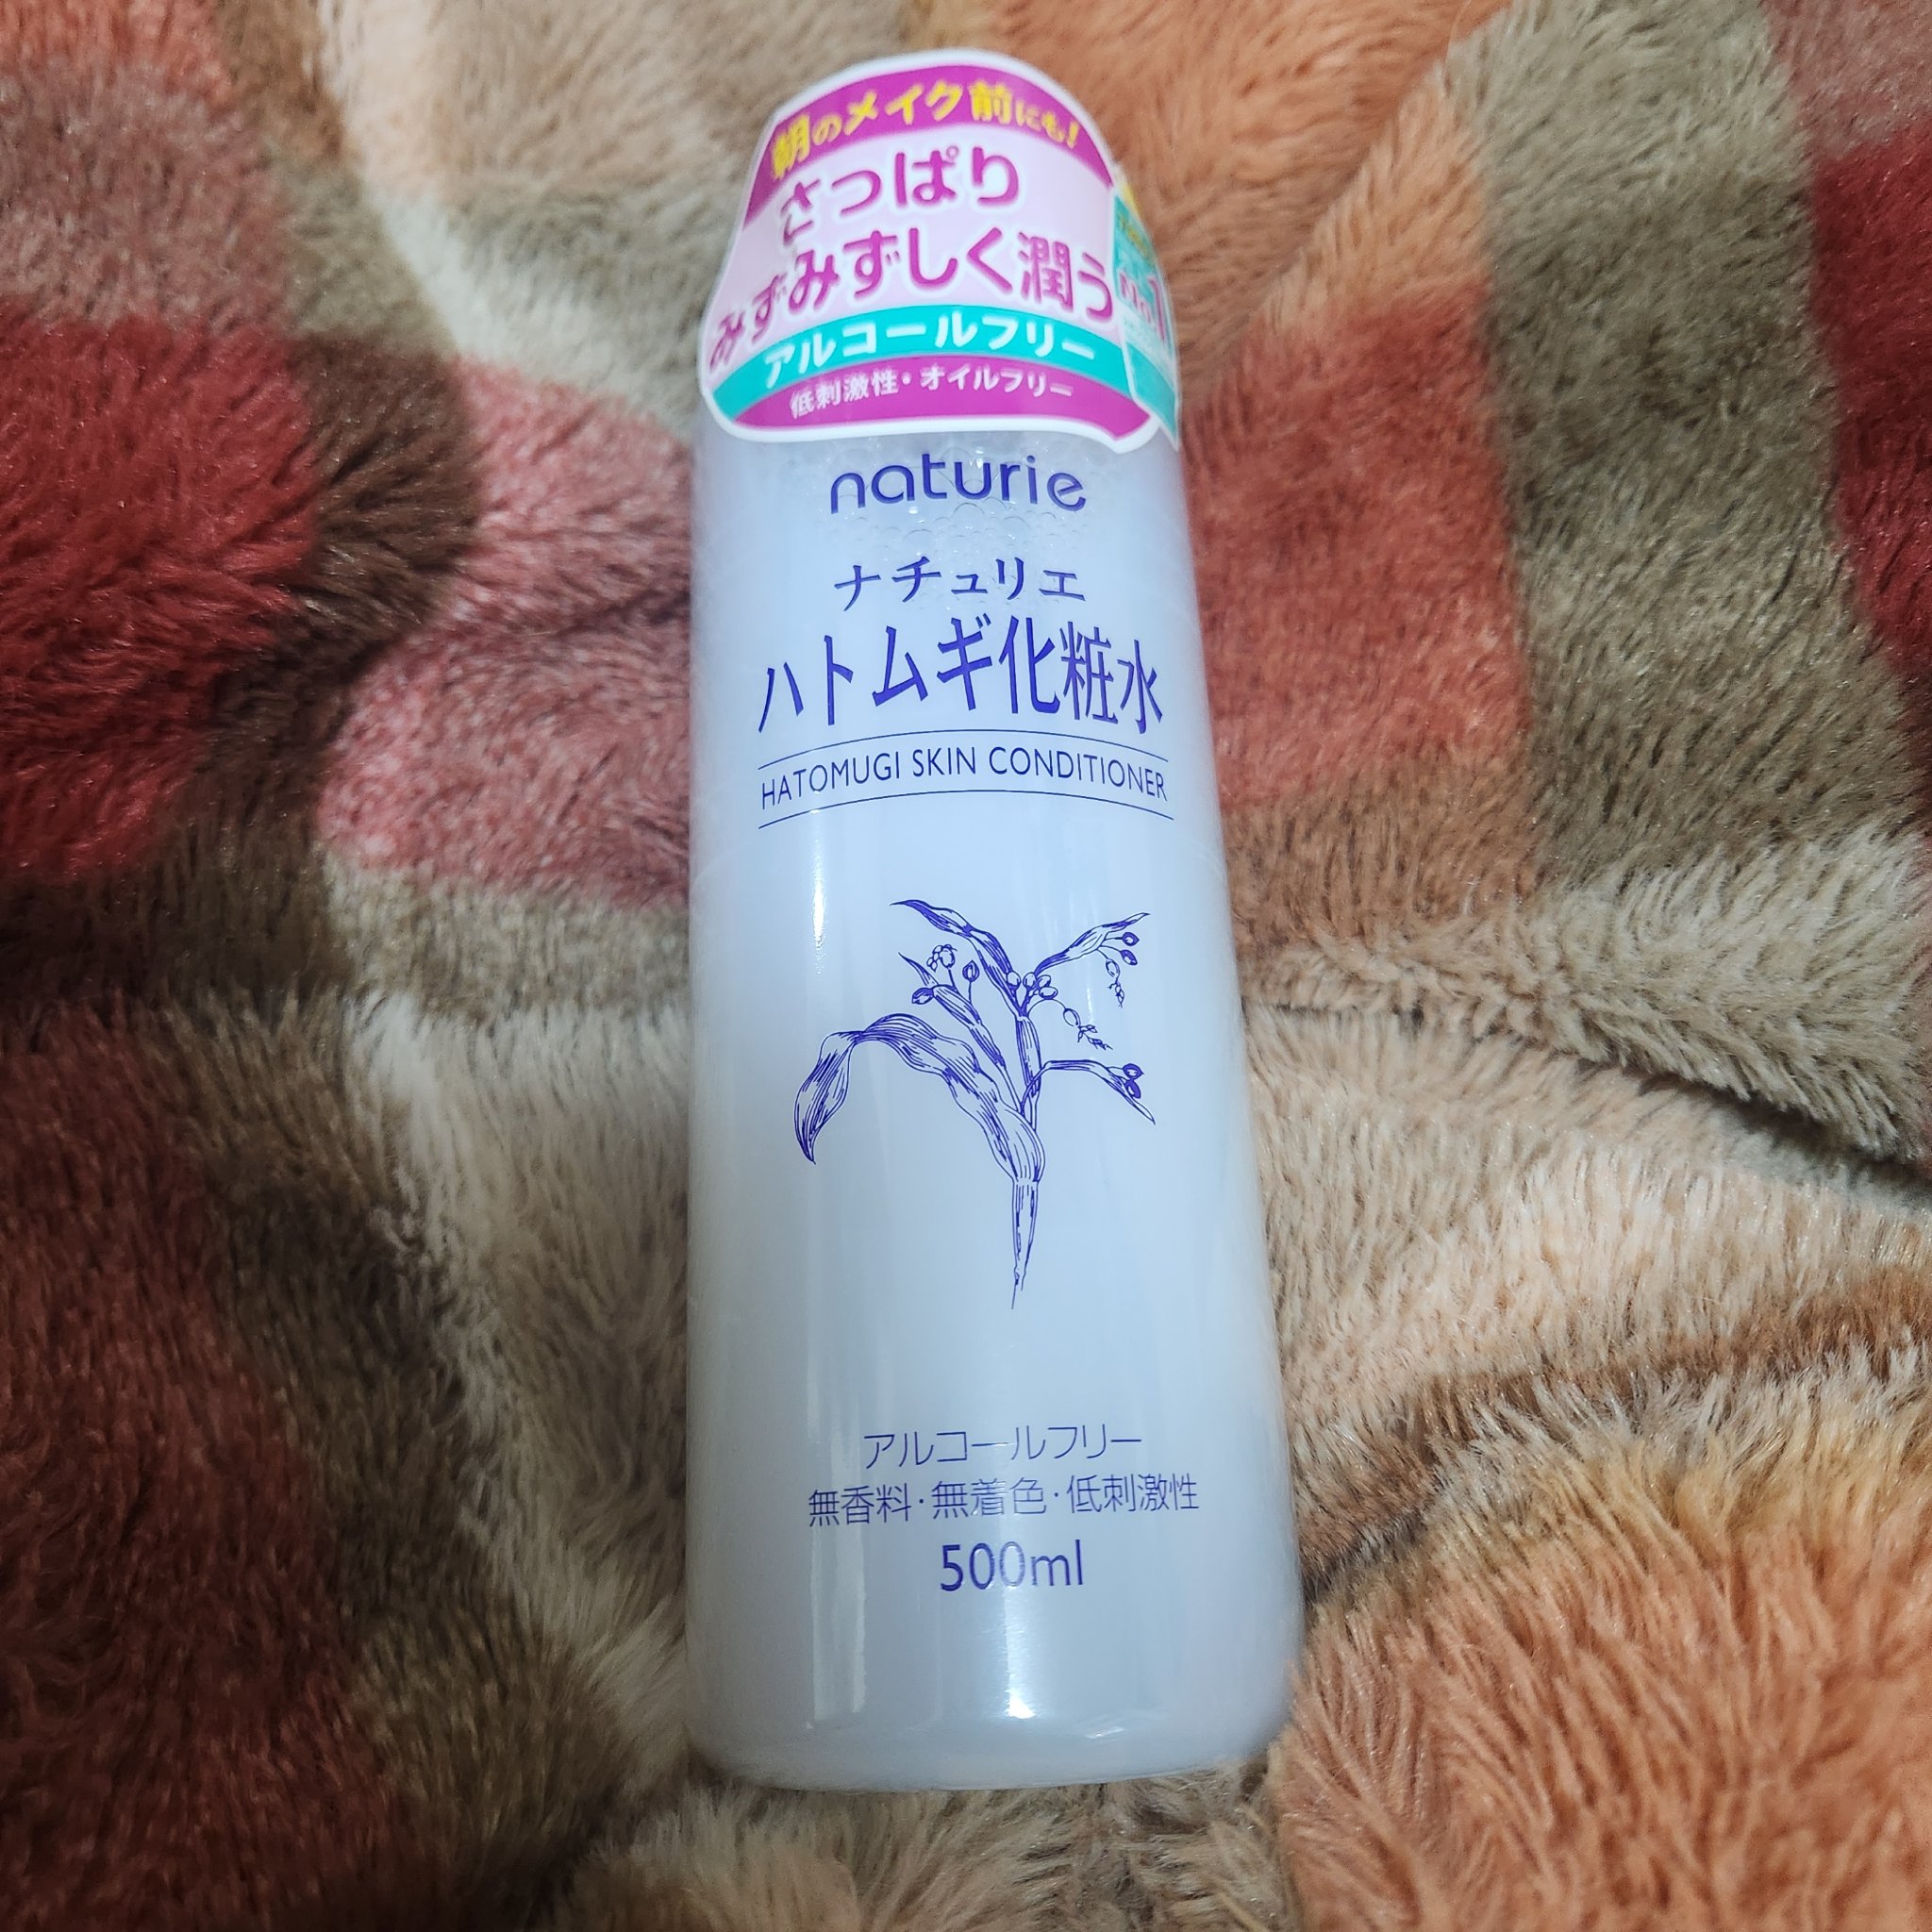 朝のメイク前にも!
さっぱり
みずみずしく潤う
アルコールフリー
低刺激性・オイルフリー
No.1
naturie
ナチュリエ
ハトムギ化粧水
HATOMUGI SKIN CONDITIONER
アルコールフリー
無香料・無着色・低刺激性
500ml